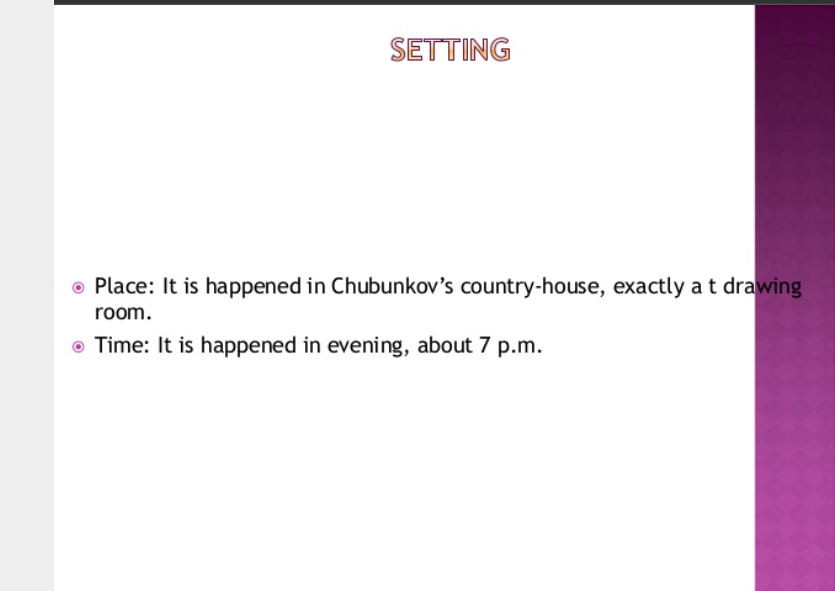 SETTING
Place: It is happened in Chubunkov’s country-house, exactly a t drawing
room.
Time: It is happened in evening, about 7 p.m.